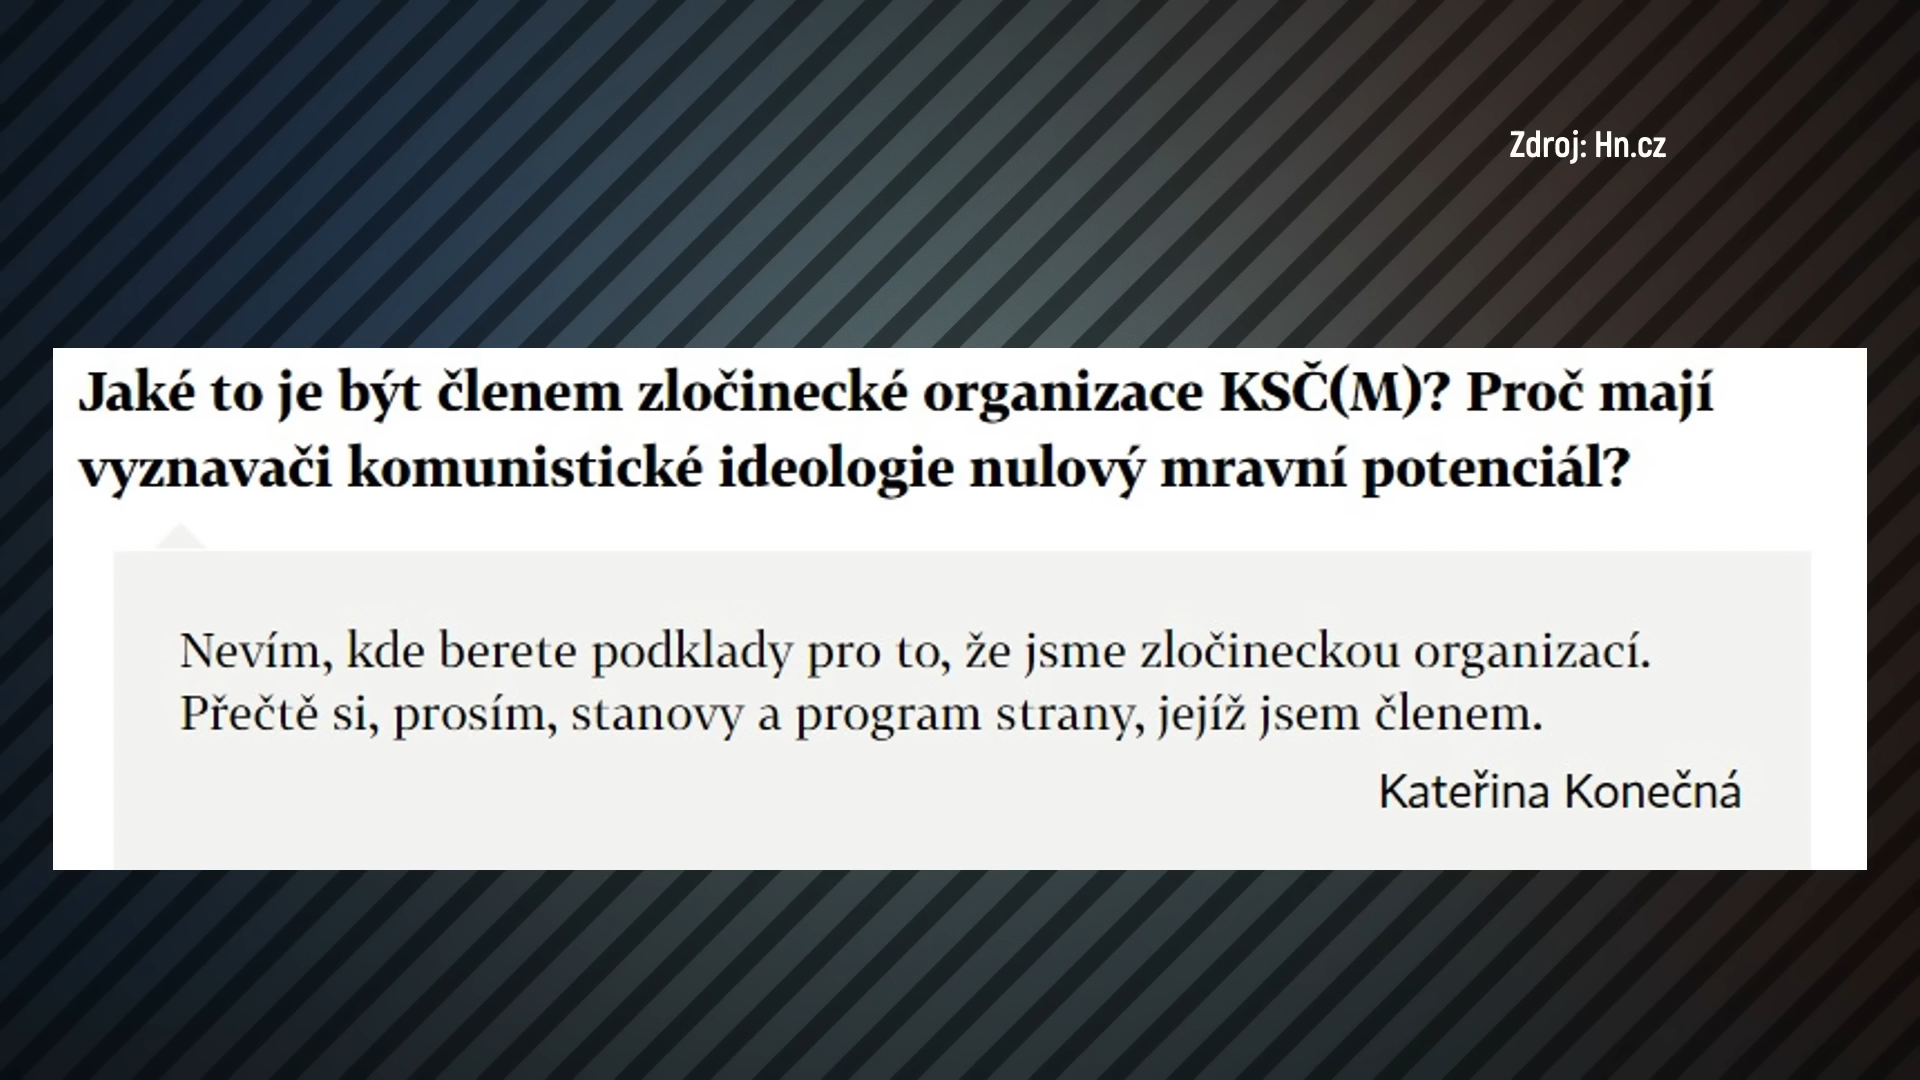 Zdroj: Hn.cz
Jaké to je být členem zločinecké organizace KSČ(M)? Proč mají
vyznavači komunistické ideologie nulový mravní potenciál?
Nevím, kde berete podklady pro to, že jsme zločineckou organizací.
Přečtě si, prosím, stanovy a program strany, jejíž jsem členem.
Kateřina Konečná